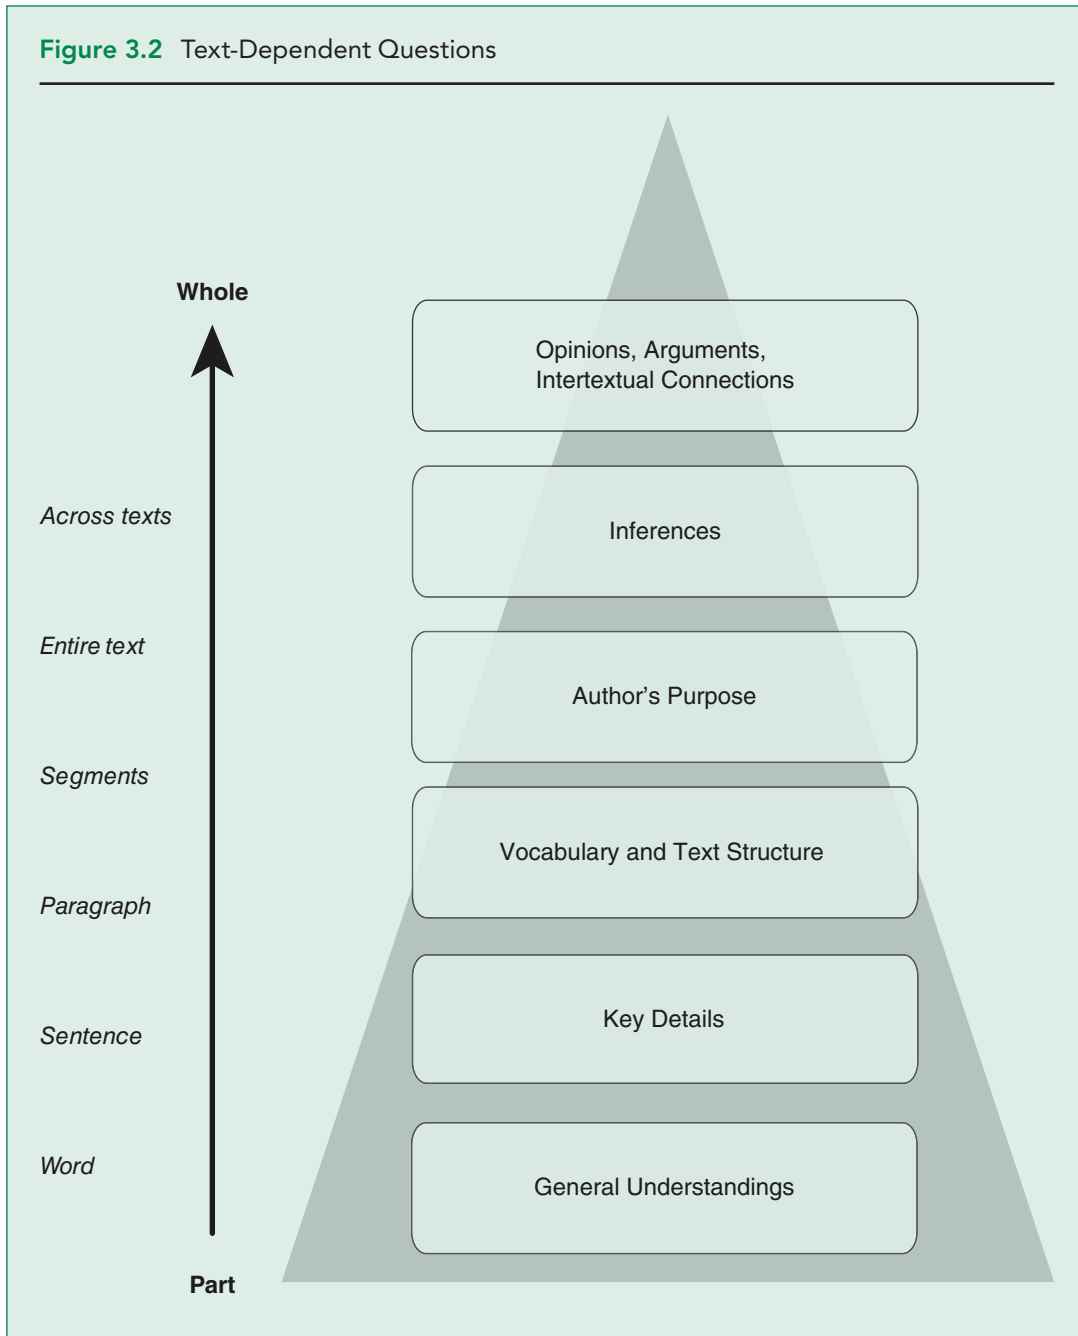 Figure 3.2 Text-Dependent Questions
Whole
Opinions, Arguments,
Intertextual Connections
Across texts
Inferences
Entire text
Author’s Purpose
Segments
Vocabulary and Text Structure
Paragraph
Key Details
Sentence
Word
General Understandings
Part